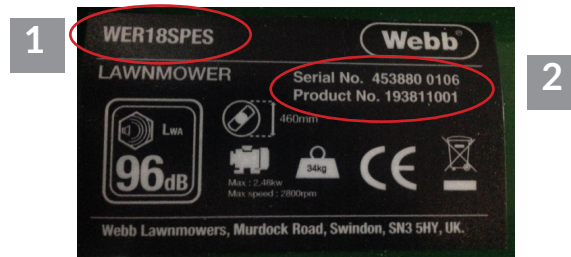 1
WER18SPES
Webb
LAWNMOWER
Serial No. 453880 0106
Product No. 193811001
2
LWA
96dB
460mm
Max : 2.48kw
Max speed : 2800rpm
34kg
CE
Webb Lawnmowers, Murdock Road, Swindon, SN3 5HY, UK.